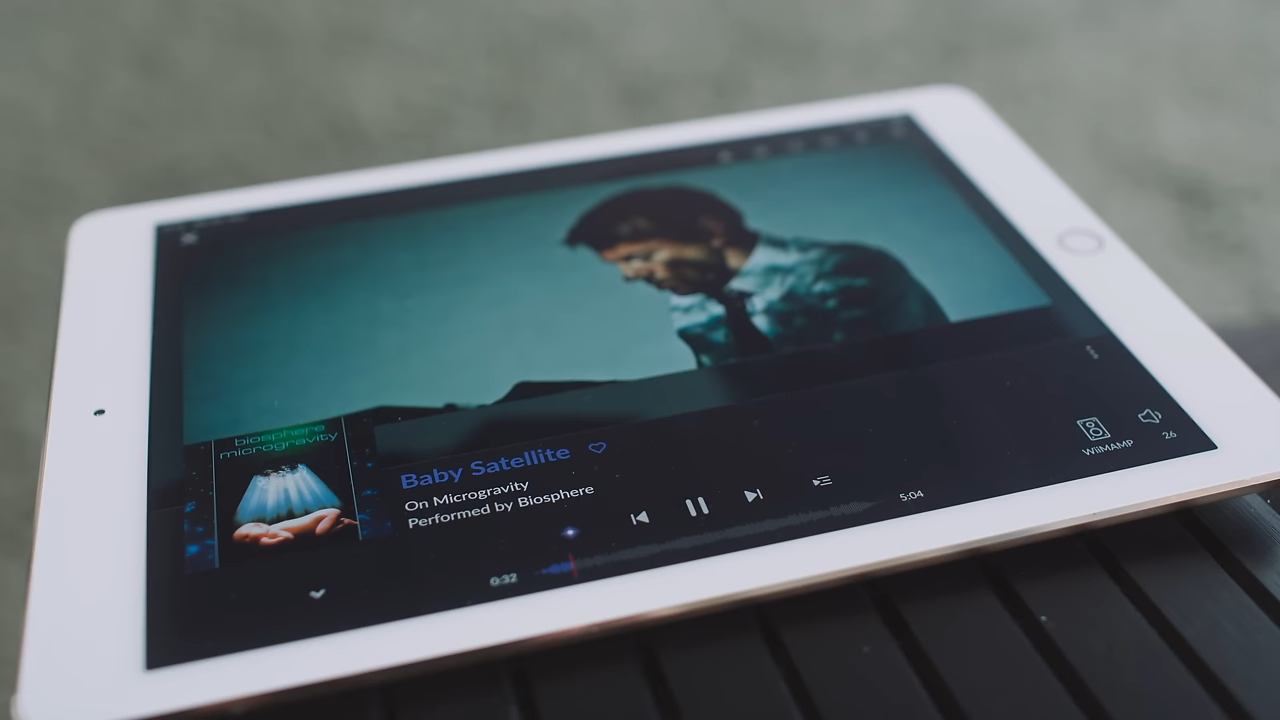 biosphere
microgravity
Baby Satellite
On Microgravity
Performed by Biosphere
0:32
5:04
WiiMAMP
26